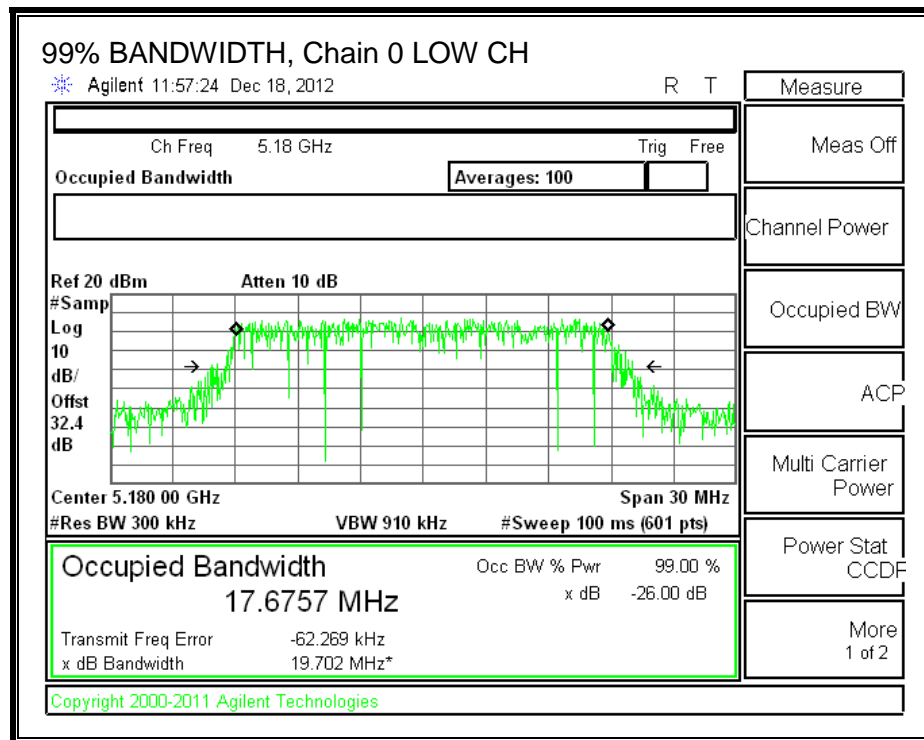 99% BANDWIDTH, Chain 0 LOW CH
Agilent 11:57:24 Dec 18, 2012 R T
Measure
Ch Freq 5.18 GHz Trig Free
Meas Off
Occupied Bandwidth Averages: 100
Channel Power
Ref 20 dBm Atten 10 dB
#Samp
Log
10
dB/
Offst
32.4
dB
Occupied BW
ACP
Center 5.180 00 GHz Span 30 MHz
#Res BW 300 kHz VBW 910 kHz #Sweep 100 ms (601 pts)
Multi Carrier
Power
Occupied Bandwidth Occ BW % Pwr 99.00 %
17.6757 MHz x dB -26.00 dB
Power Stat
CCDF
Transmit Freq Error -62.269 kHz
x dB Bandwidth 19.702 MHz*
More
1 of 2
Copyright 2000-2011 Agilent Technologies